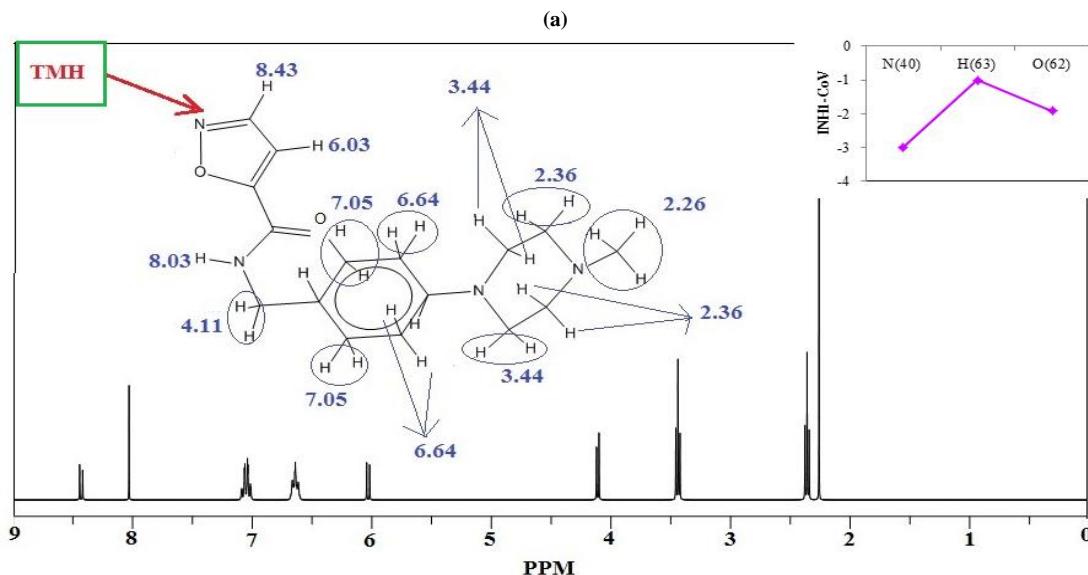 (a)
TMH
8.43
H
N
O
H
6.03
O
7.05
6.64
3.44
2.36
2.26
H
H
H
H
H
H
H
H
H
C
H
8.03
H
N
H
H
N
N
H
H
2.36
4.11
H
H
H
H
H
H
H
H
H
3.44
7.05
6.64
0
-1
-2
-3
-4
INH1-CoV
N(40)
H(63)
O(62)
9
8
7
6
5
4
3
2
1
0
PPM